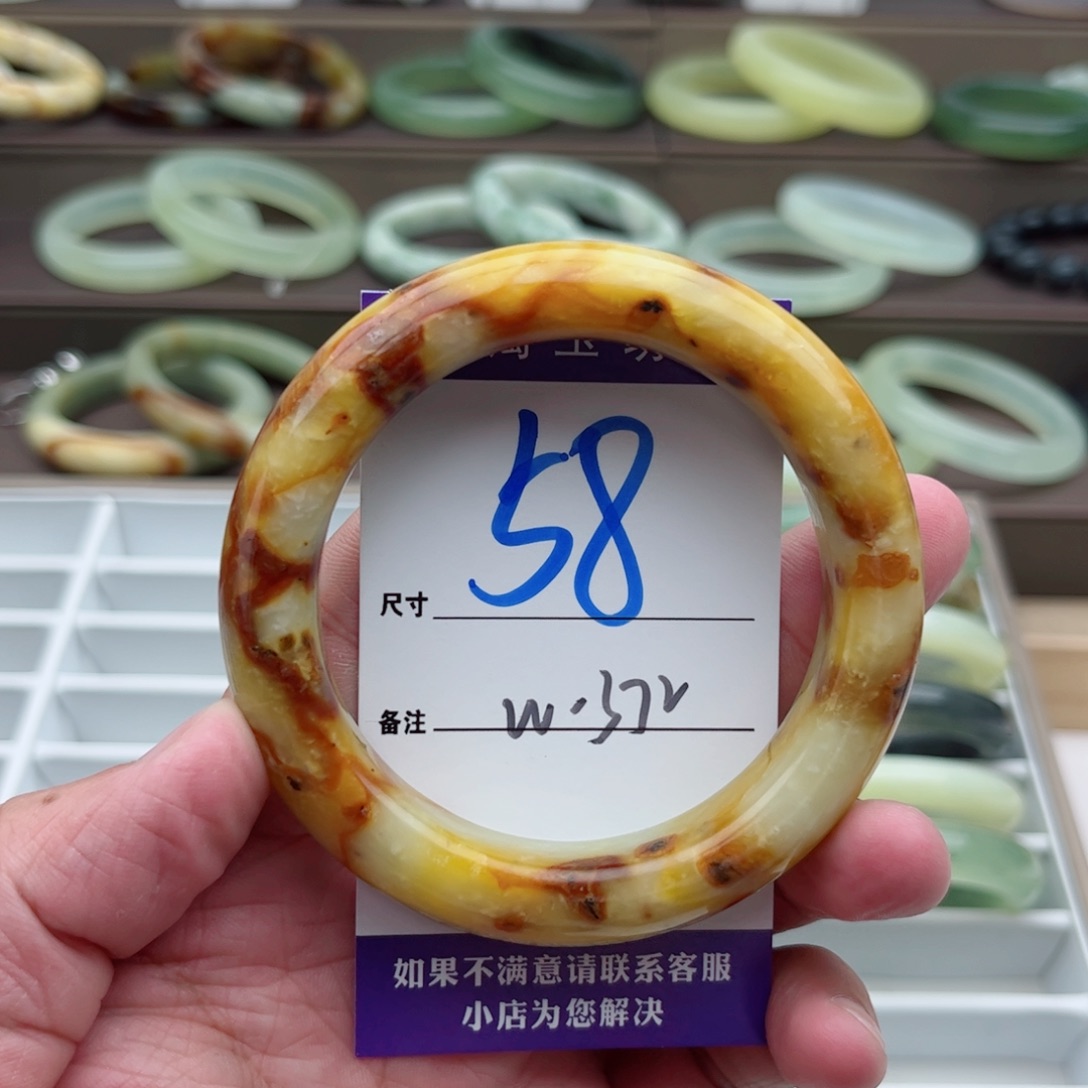 58
尺寸
备注 W·572
如果不满意请联系客服
小店为您解决